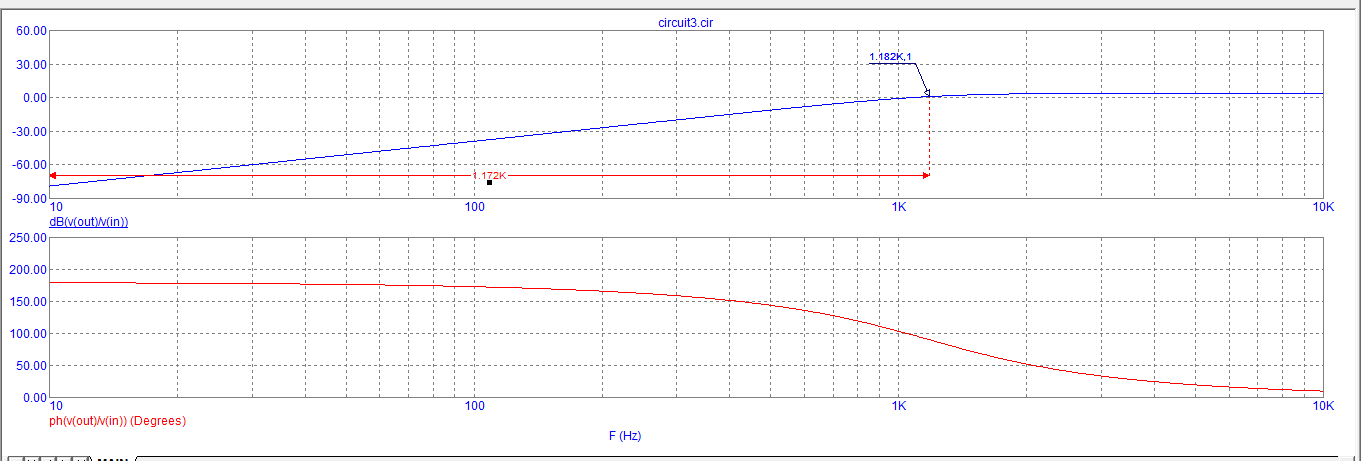 circuit3.cir
60.00
30.00
0.00
-30.00
-60.00
-90.00
1.182K,1
1.172K
10 100 1K 10K
dB(v(out)/v(in))
250.00
200.00
150.00
100.00
50.00
0.00
10 100 1K 10K
ph(v(out)/v(in)) (Degrees)
F (Hz)